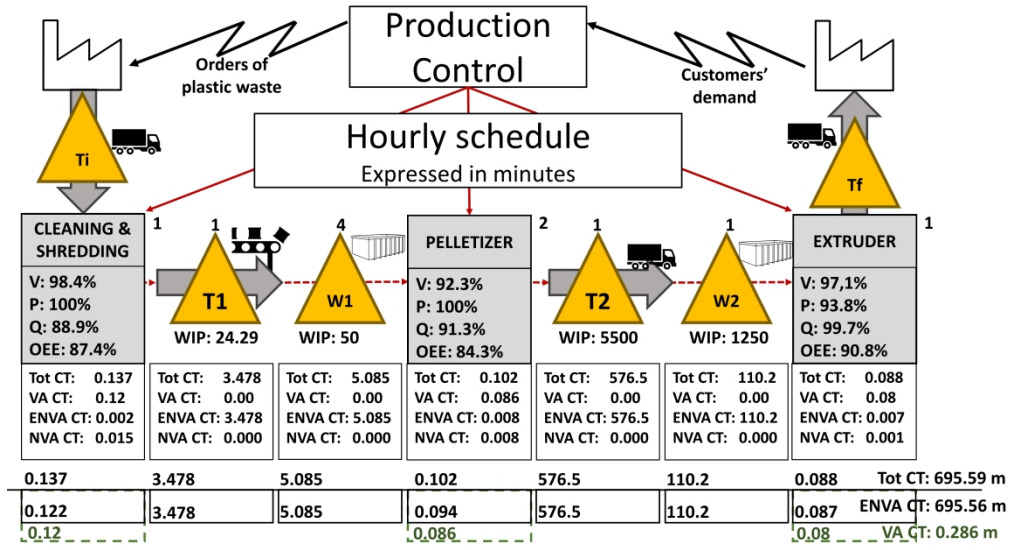 Production
Control
Orders of
plastic waste
Customers'
demand
Hourly schedule
Expressed in minutes
Ti
Tf
CLEANING &
SHREDDING
1
V: 98.4%
P: 100%
Q: 88.9%
OEE: 87.4%
1
T1
WIP: 24.29
4
W1
WIP: 50
PELLETIZER
2
V: 92.3%
P: 100%
Q: 91.3%
OEE: 84.3%
1
T2
WIP: 5500
1
W2
WIP: 1250
EXTRUDER
1
V: 97,1%
P: 93.8%
Q: 99.7%
OEE: 90.8%
Tot CT: 0.137
VA CT: 0.12
ENVA CT: 0.002
NVA CT: 0.015
Tot CT: 3.478
VA CT: 0.00
ENVA CT: 3.478
NVA CT: 0.000
Tot CT: 5.085
VA CT: 0.00
ENVA CT: 5.085
NVA CT: 0.000
Tot CT: 0.102
VA CT: 0.086
ENVA CT: 0.008
NVA CT: 0.008
Tot CT: 576.5
VA CT: 0.00
ENVA CT: 576.5
NVA CT: 0.000
Tot CT: 110.2
VA CT: 0.00
ENVA CT: 110.2
NVA CT: 0.000
Tot CT: 0.088
VA CT: 0.08
ENVA CT: 0.007
NVA CT: 0.001
0.137 3.478 5.085 0.102 576.5 110.2 0.088 Tot CT: 695.59 m
0.122 3.478 5.085 0.094 576.5 110.2 0.087 ENVA CT: 695.56 m
0.12 0.086 0.08 VA CT: 0.286 m